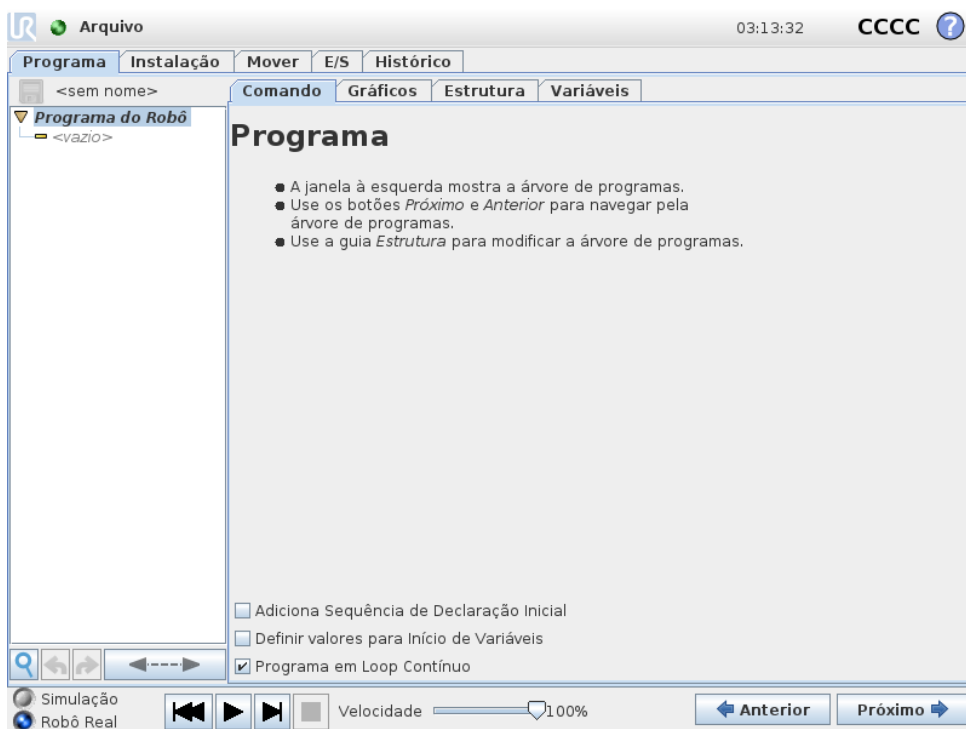 UR Arquivo 03:13:32 CCCC ?
Programa Instalação Mover E/S Histórico
<sem nome> Comando Gráficos Estrutura Variáveis
Programa do Robô
<vazio>
Programa
A janela à esquerda mostra a árvore de programas.
Use os botões Próximo e Anterior para navegar pela
árvore de programas.
Use a guia Estrutura para modificar a árvore de programas.
Adiciona Sequência de Declaração Inicial
Definir valores para Início de Variáveis
Programa em Loop Contínuo
Simulação
Robô Real
Velocidade 100% Anterior Próximo